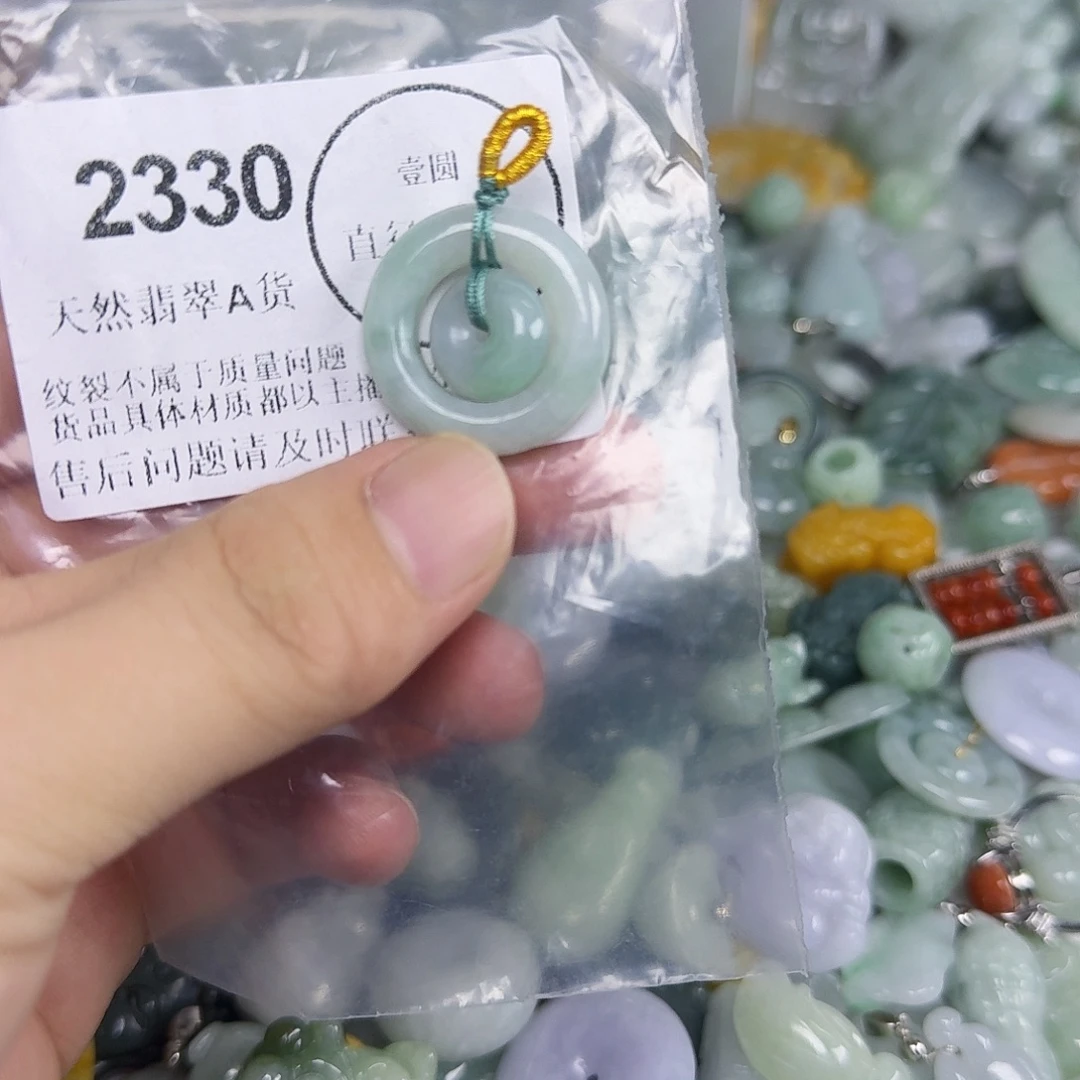 2330
壹圆
直
天然翡翠A货
纹裂不属于质量问题
货品具体材质都以主播
售后问题请及时联